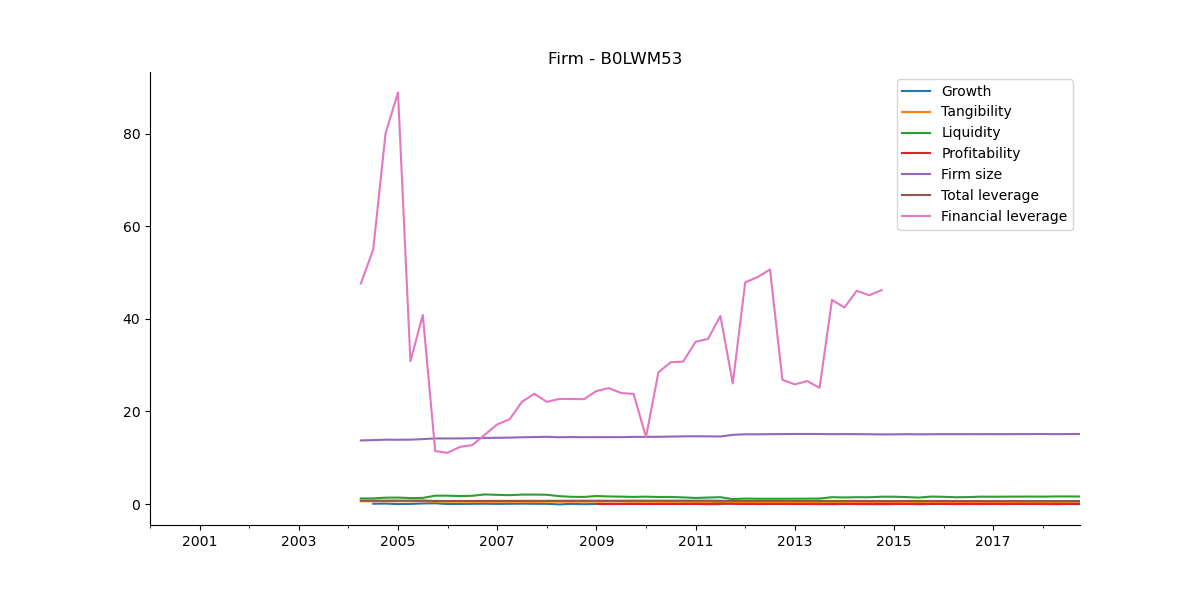 Firm - B0LWM53
Growth
Tangibility
Liquidity
Profitability
Firm size
Total leverage
Financial leverage
80
60
40
20
0
2001 2003 2005 2007 2009 2011 2013 2015 2017